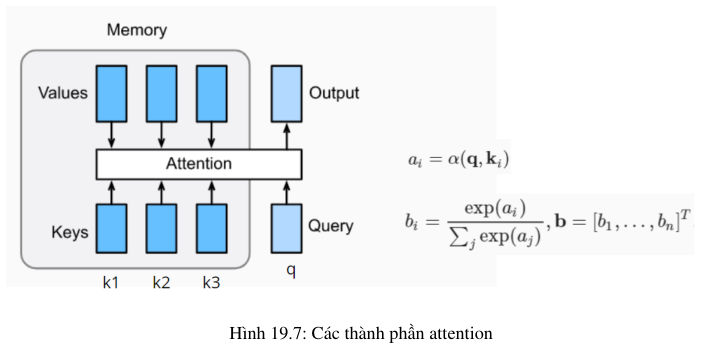 Memory
Values
Output
Attention
Keys
Query
k1 k2 k3 q
a_i = α(q, k_i)
b_i = exp(a_i) / ∑_j exp(a_j), b = [b_1, . . . , b_n]^T
Hình 19.7: Các thành phần attention